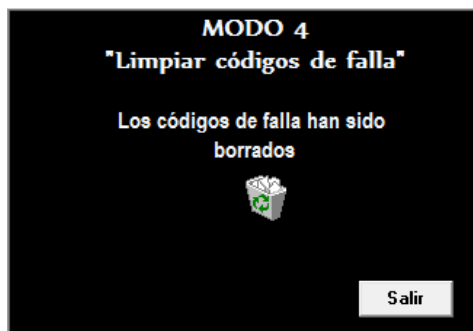 MODO 4
"Limpiar códigos de falla"
Los códigos de falla han sido
borrados
Salir